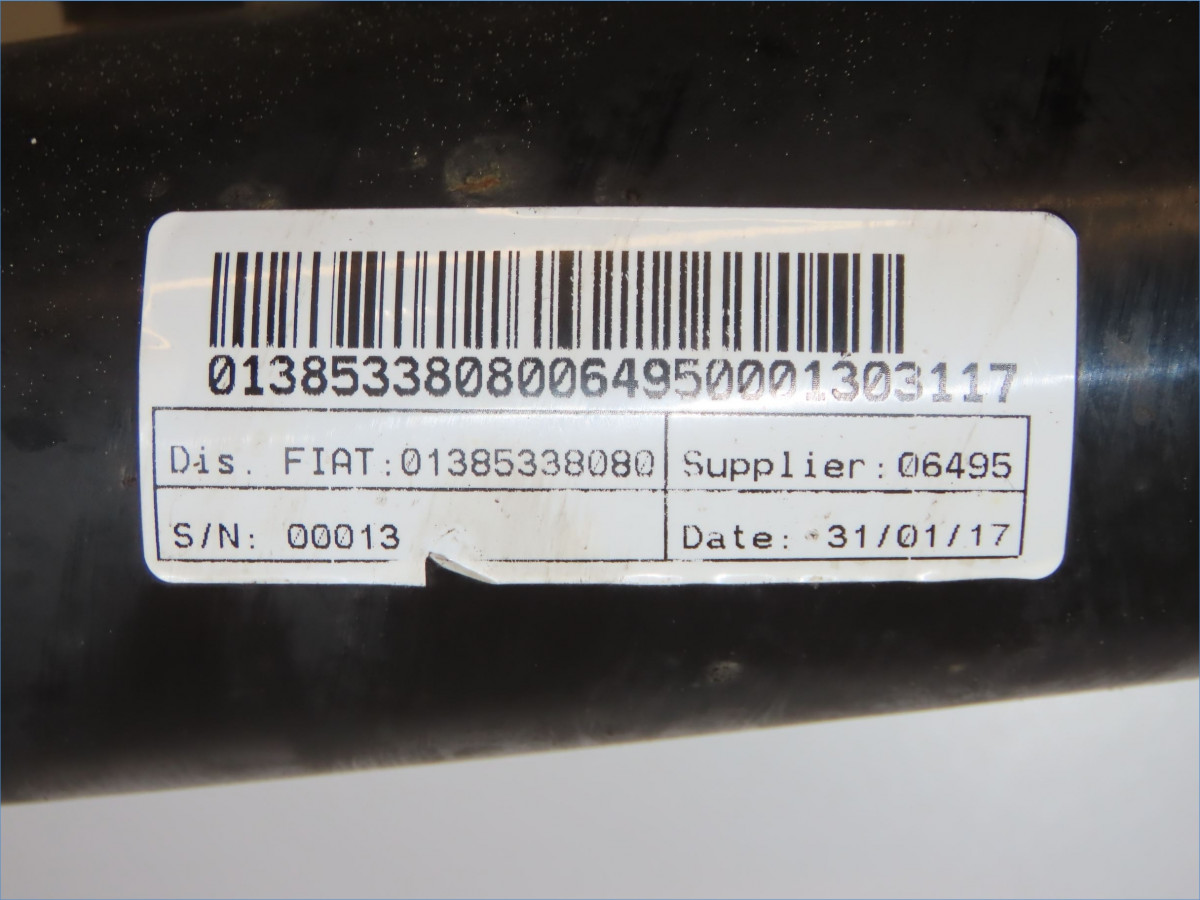 01385338080064950001303117
Dis. FIAT:01385338080 Supplier:06495
S/N: 00013 Date: 31/01/17